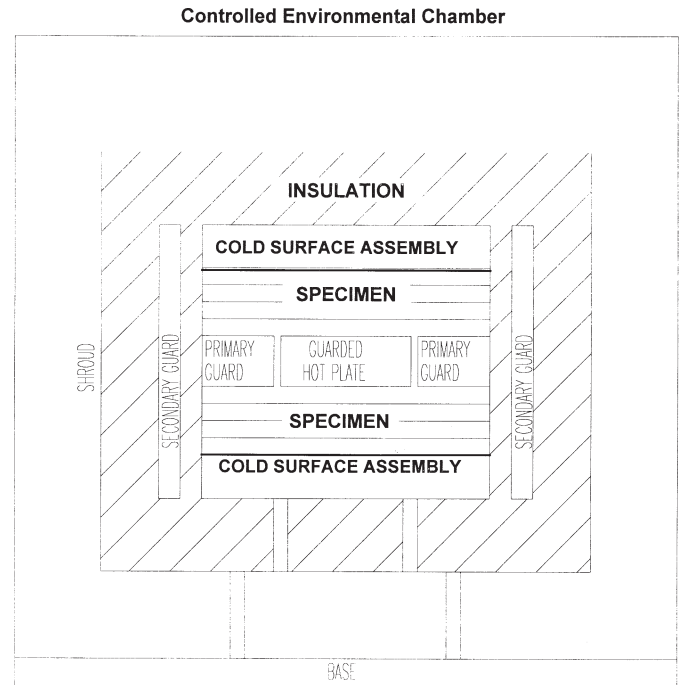 Controlled Environmental Chamber
INSULATION
COLD SURFACE ASSEMBLY
SPECIMEN
SHROUD
SECONDARY GUARD
PRIMARY
GUARD
GUARDED
HOT PLATE
PRIMARY
GUARD
SECONDARY GUARD
SPECIMEN
COLD SURFACE ASSEMBLY
BASE